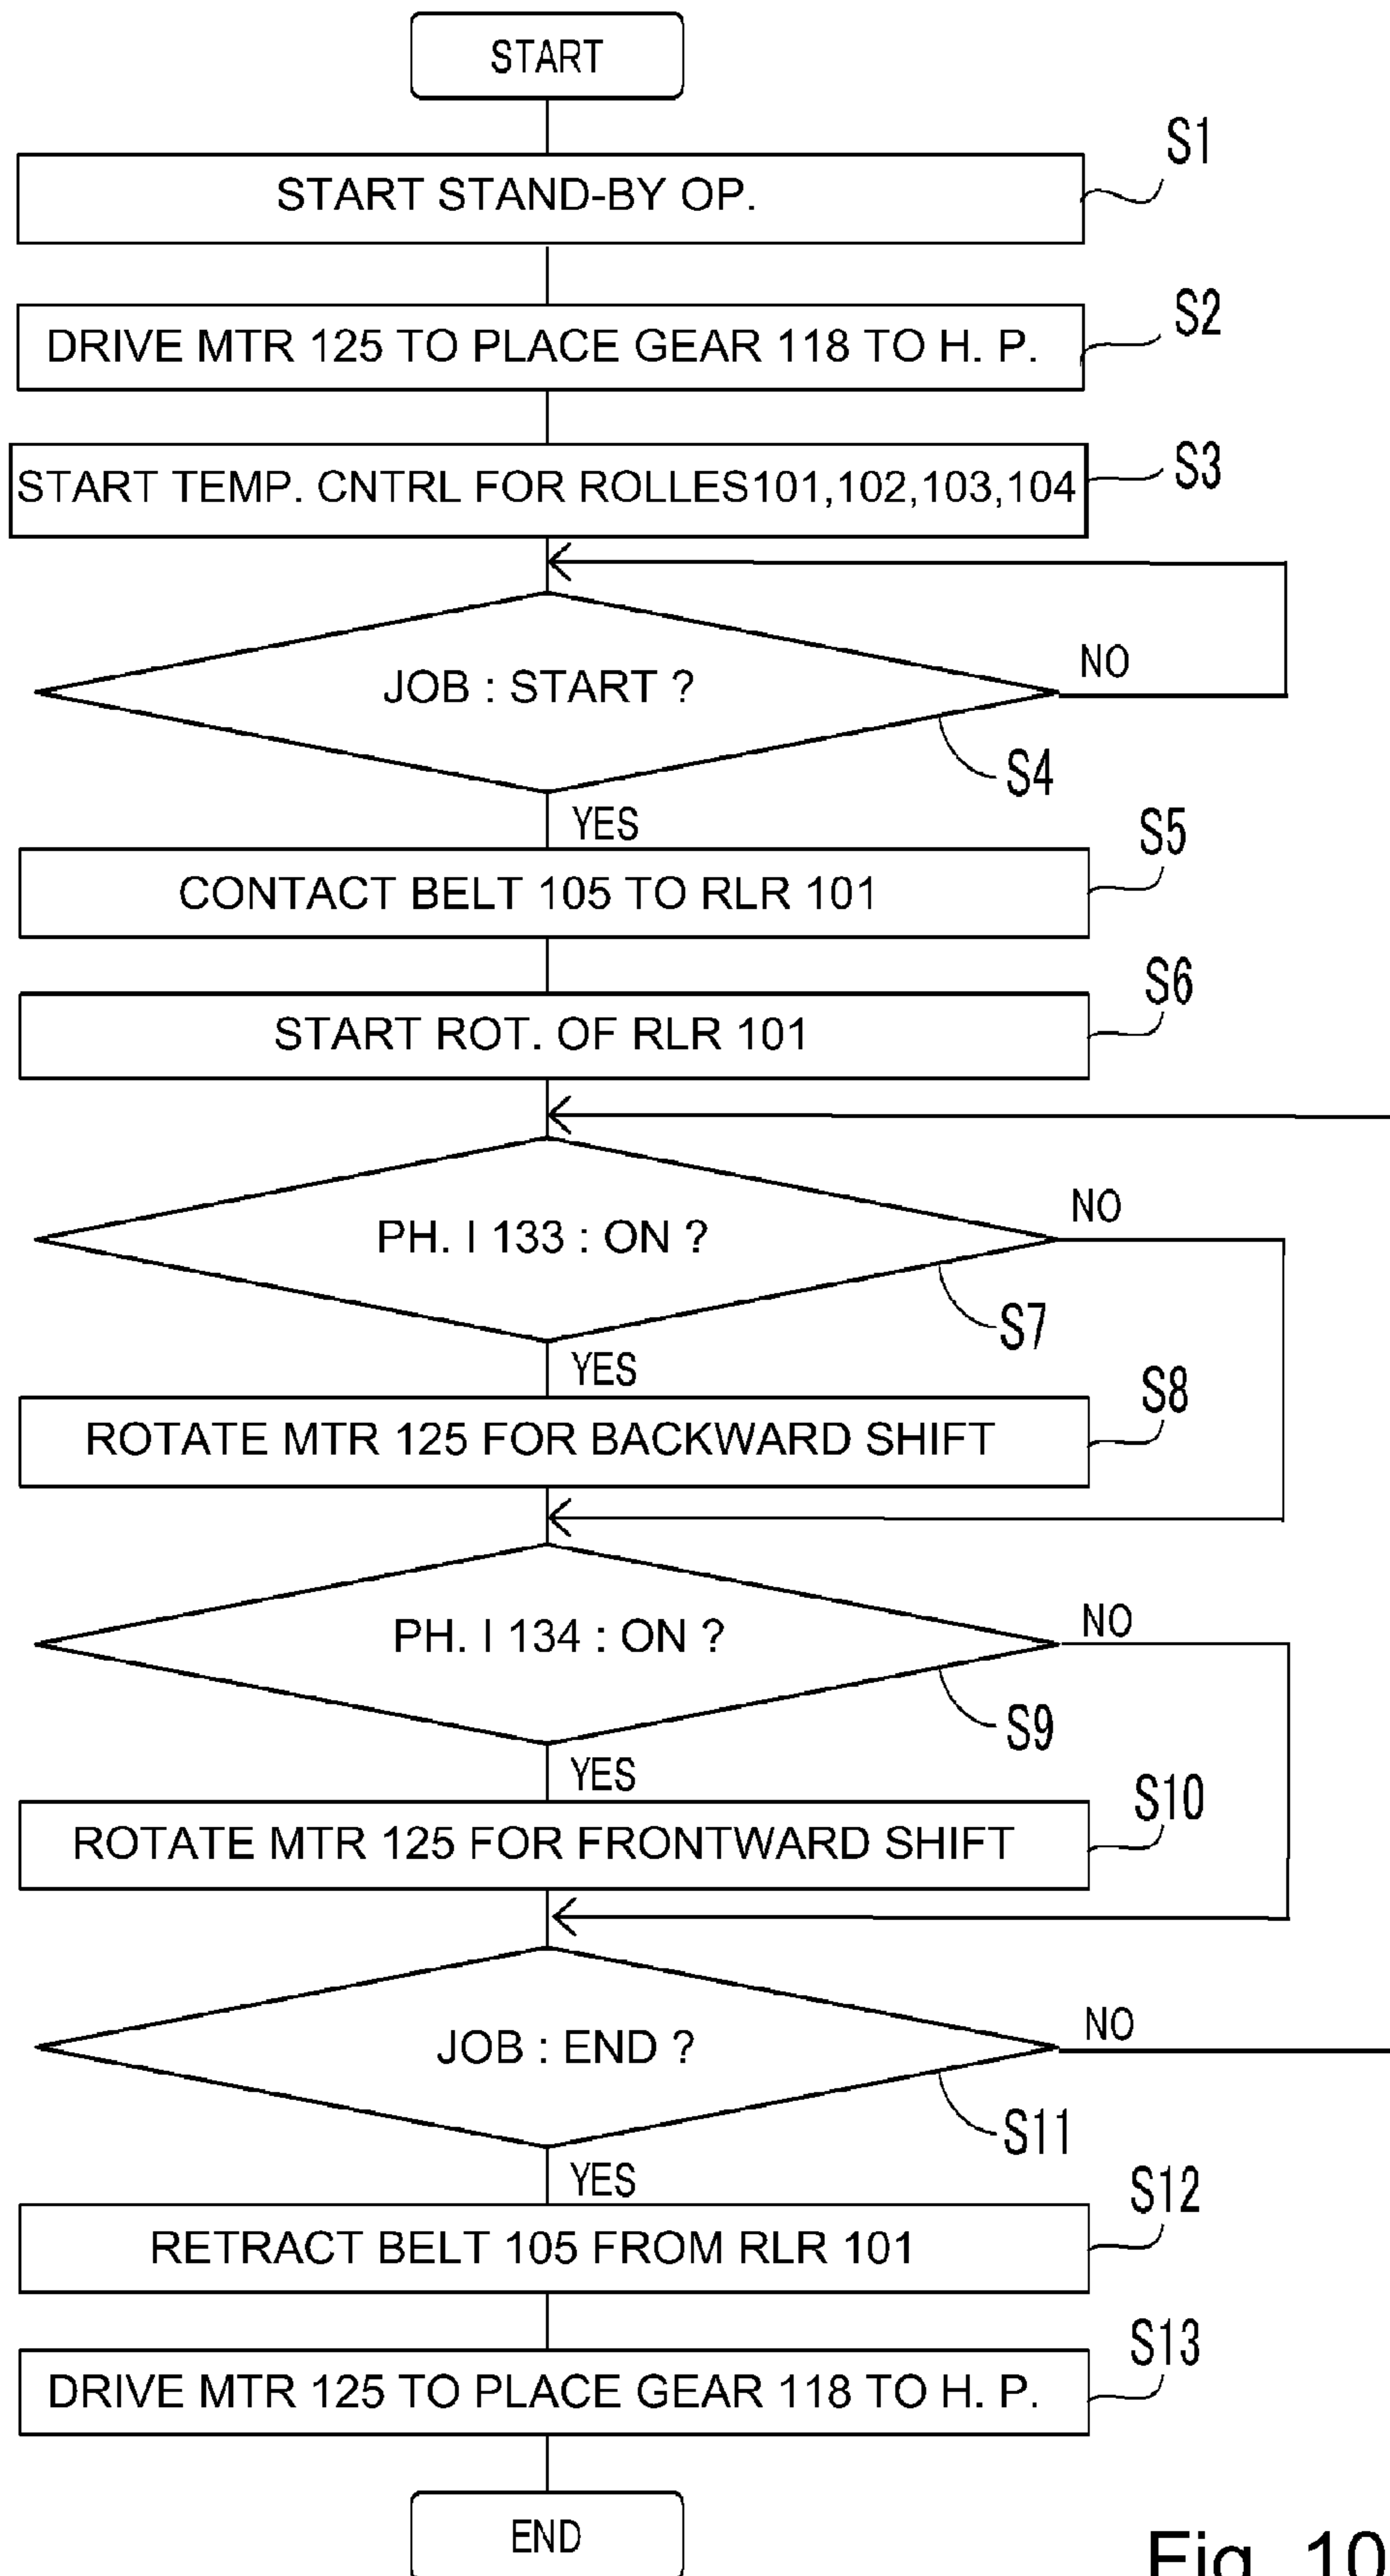 START
S1
START STAND-BY OP.
S2
DRIVE MTR 125 TO PLACE GEAR 118 TO H. P.
S3
START TEMP. CNTRL FOR ROLLES101,102,103,104
JOB : START ?
NO
S4
YES
S5
CONTACT BELT 105 TO RLR 101
S6
START ROT. OF RLR 101
NO
PH. I 133 : ON ?
S7
YES
S8
ROTATE MTR 125 FOR BACKWARD SHIFT
NO
PH. I 134 : ON ?
S9
YES
S10
ROTATE MTR 125 FOR FRONTWARD SHIFT
NO
JOB : END ?
S11
YES
S12
RETRACT BELT 105 FROM RLR 101
S13
DRIVE MTR 125 TO PLACE GEAR 118 TO H. P.
END
Fig. 10